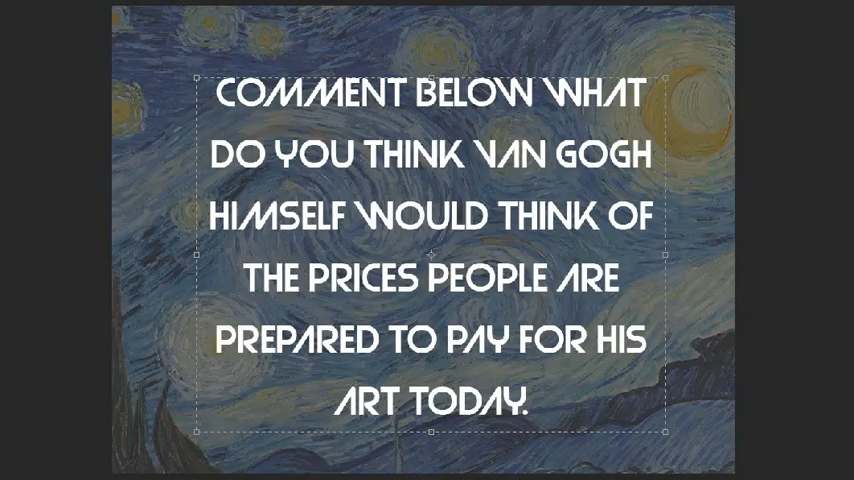 COMMENT BELOW WHAT
DO YOU THINK VAN GOGH
HIMSELF WOULD THINK OF
THE PRICES PEOPLE ARE
PREPARED TO PAY FOR HIS
ART TODAY.